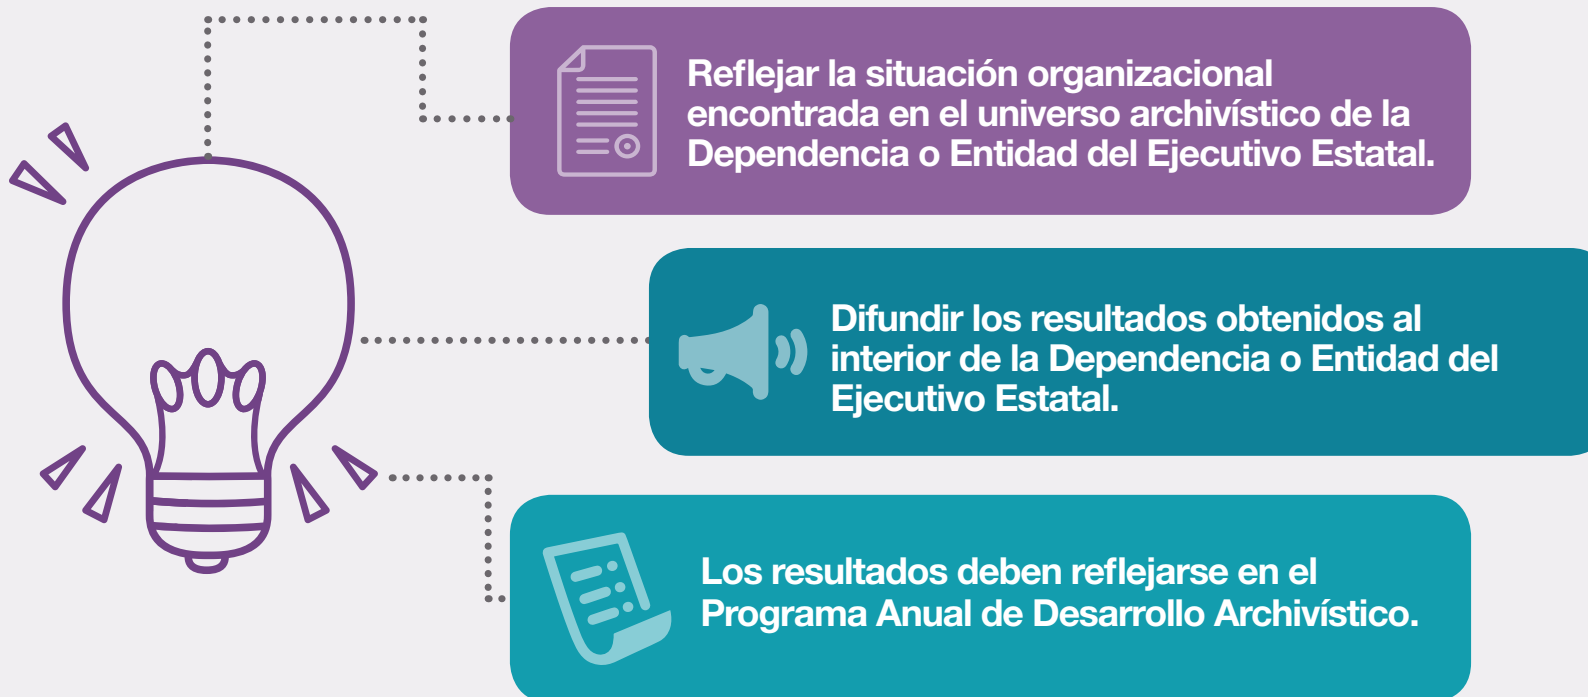 Reflejar la situación organizacional
encontrada en el universo archivístico de la
Dependencia o Entidad del Ejecutivo Estatal.
Difundir los resultados obtenidos al
interior de la Dependencia o Entidad del
Ejecutivo Estatal.
Los resultados deben reflejarse en el
Programa Anual de Desarrollo Archivístico.